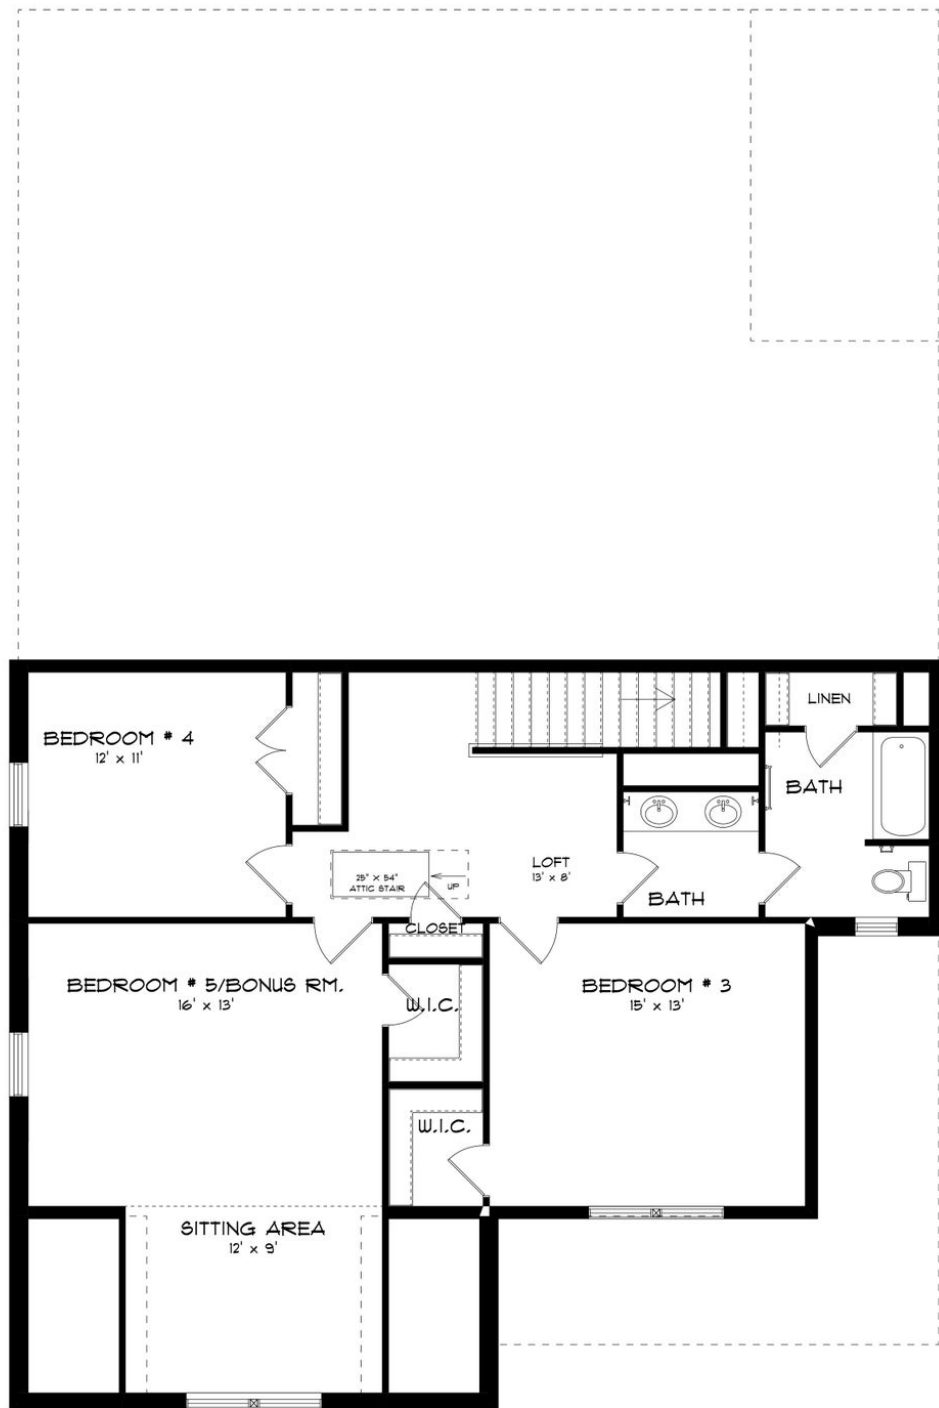 LINEN
BEDROOM # 4
12' x 11'
BATH
LOFT
13' x 8'
25" X 54"
ATTIC STAIR
UP
BATH
CLOSET
BEDROOM # 5/BONUS RM.
16' x 13'
W.I.C.
BEDROOM # 3
15' x 13'
W.I.C.
SITTING AREA
12' x 9'